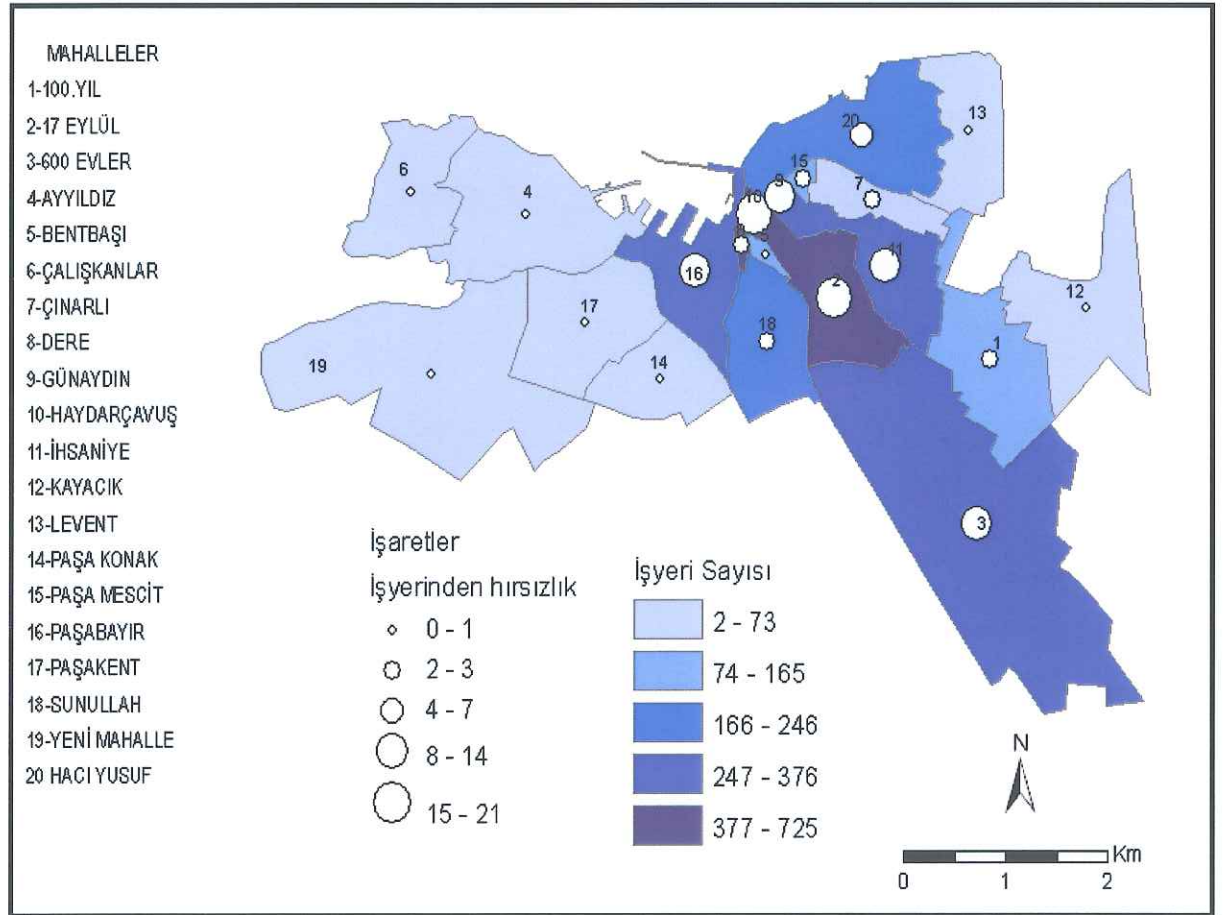 MAHALLELER
1-100.YIL
2-17 EYLÜL
3-600 EVLER
4-AYYILDIZ
5-BENTBAŞI
6-ÇALIŞKANLAR
7-ÇINARLI
8-DERE
9-GÜNAYDIN
10-HAYDARÇAVUŞ
11-İHSANİYE
12-KAYACIK
13-LEVENT
14-PAŞA KONAK
15-PAŞA MESCİT
16-PAŞABAYIR
17-PAŞAKENT
18-SUNULLAH
19-YENİ MAHALLE
20 HACI YUSUF
13
20
15
6
4
7
9
10
11
16
2
12
17
18
1
19
14
3
İşaretler
İşyerinden hırsızlık
0 - 1
2 - 3
4 - 7
8 - 14
15 - 21
İşyeri Sayısı
2 - 73
74 - 165
166 - 246
247 - 376
377 - 725
N
Km
0 1 2